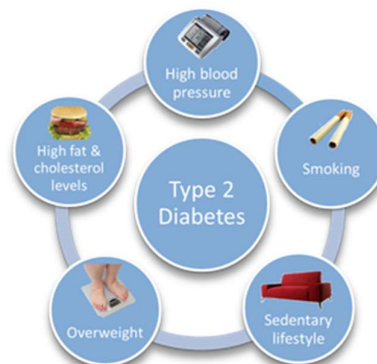 High blood
pressure
High fat &
cholesterol
levels
Smoking
Type 2
Diabetes
Overweight
Sedentary
lifestyle